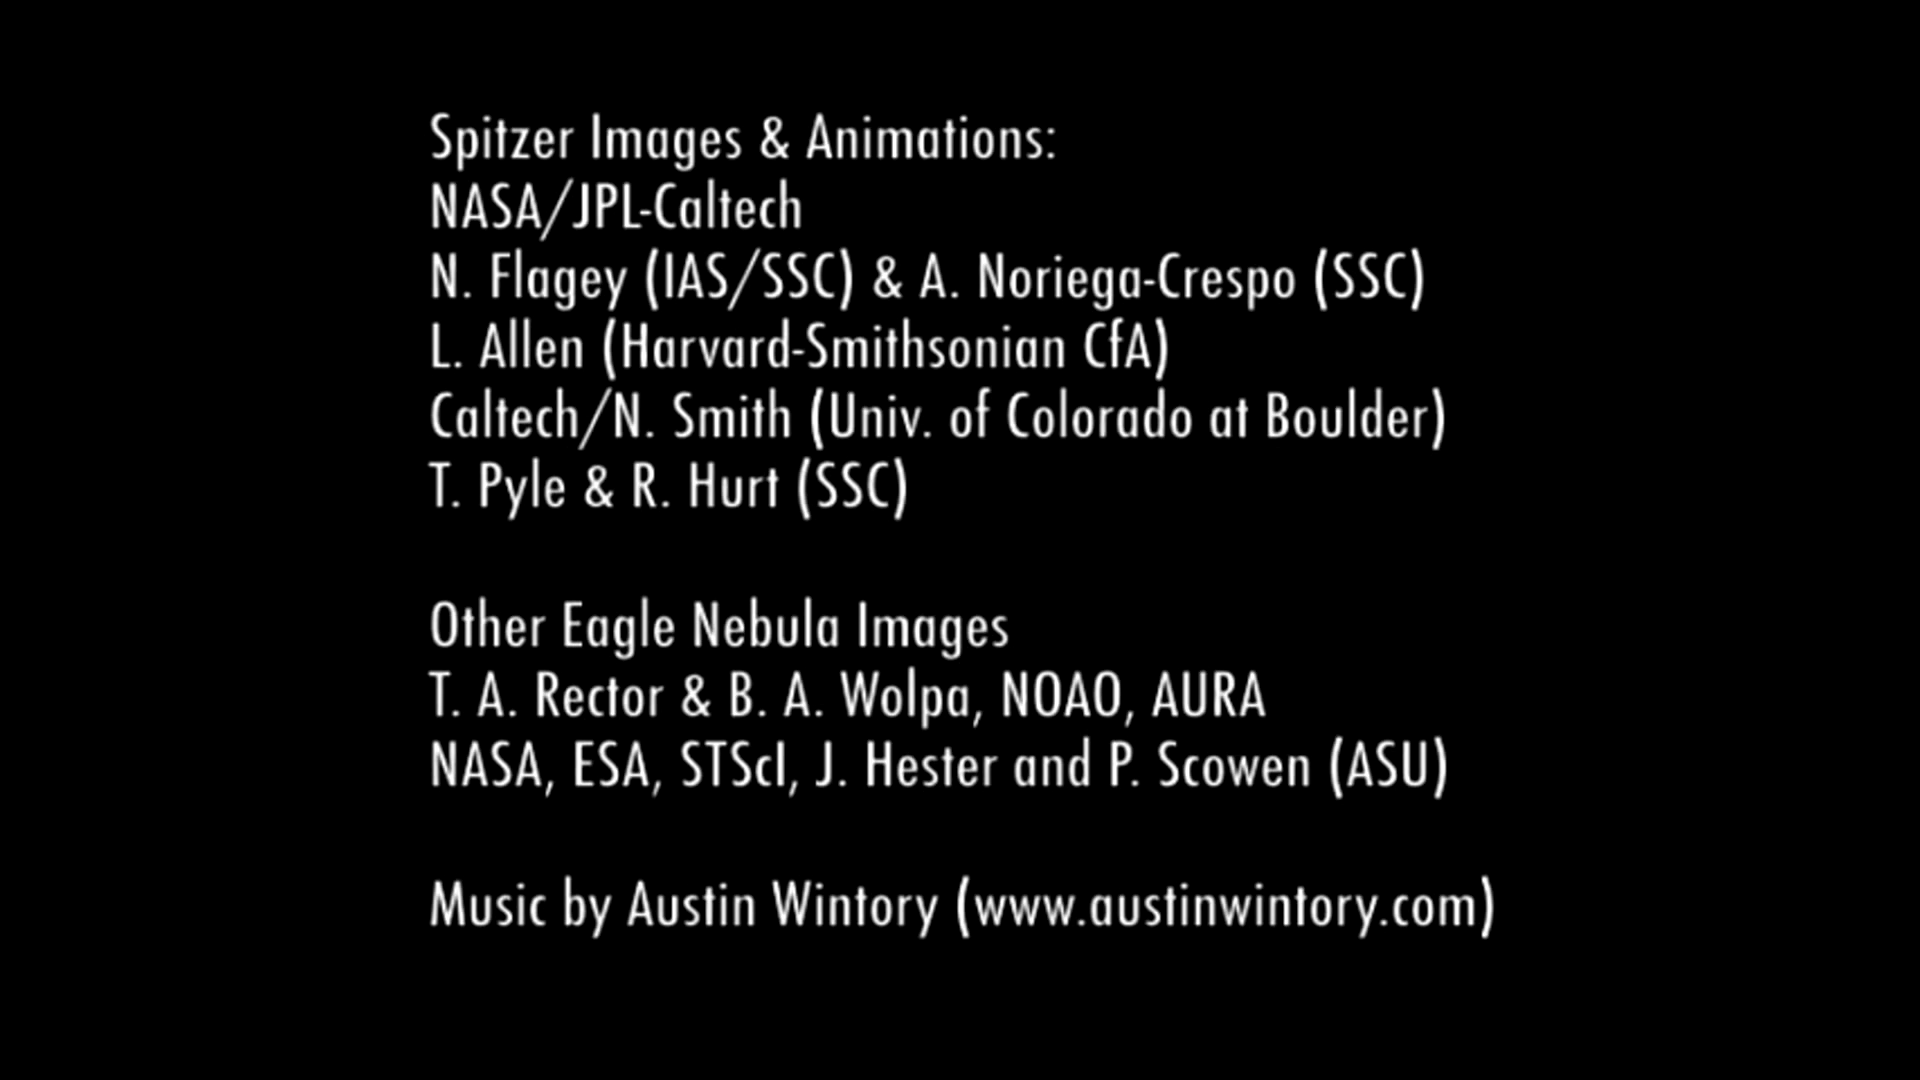 Spitzer Images & Animations:
NASA/JPL-Caltech
N. Flagey (IAS/SSC) & A. Noriega-Crespo (SSC)
L. Allen (Harvard-Smithsonian CfA)
Caltech/N. Smith (Univ. of Colorado at Boulder)
T. Pyle & R. Hurt (SSC)
Other Eagle Nebula Images
T. A. Rector & B. A. Wolpa, NOAO, AURA
NASA, ESA, STScI, J. Hester and P. Scowen (ASU)
Music by Austin Wintory (www.austinwintory.com)